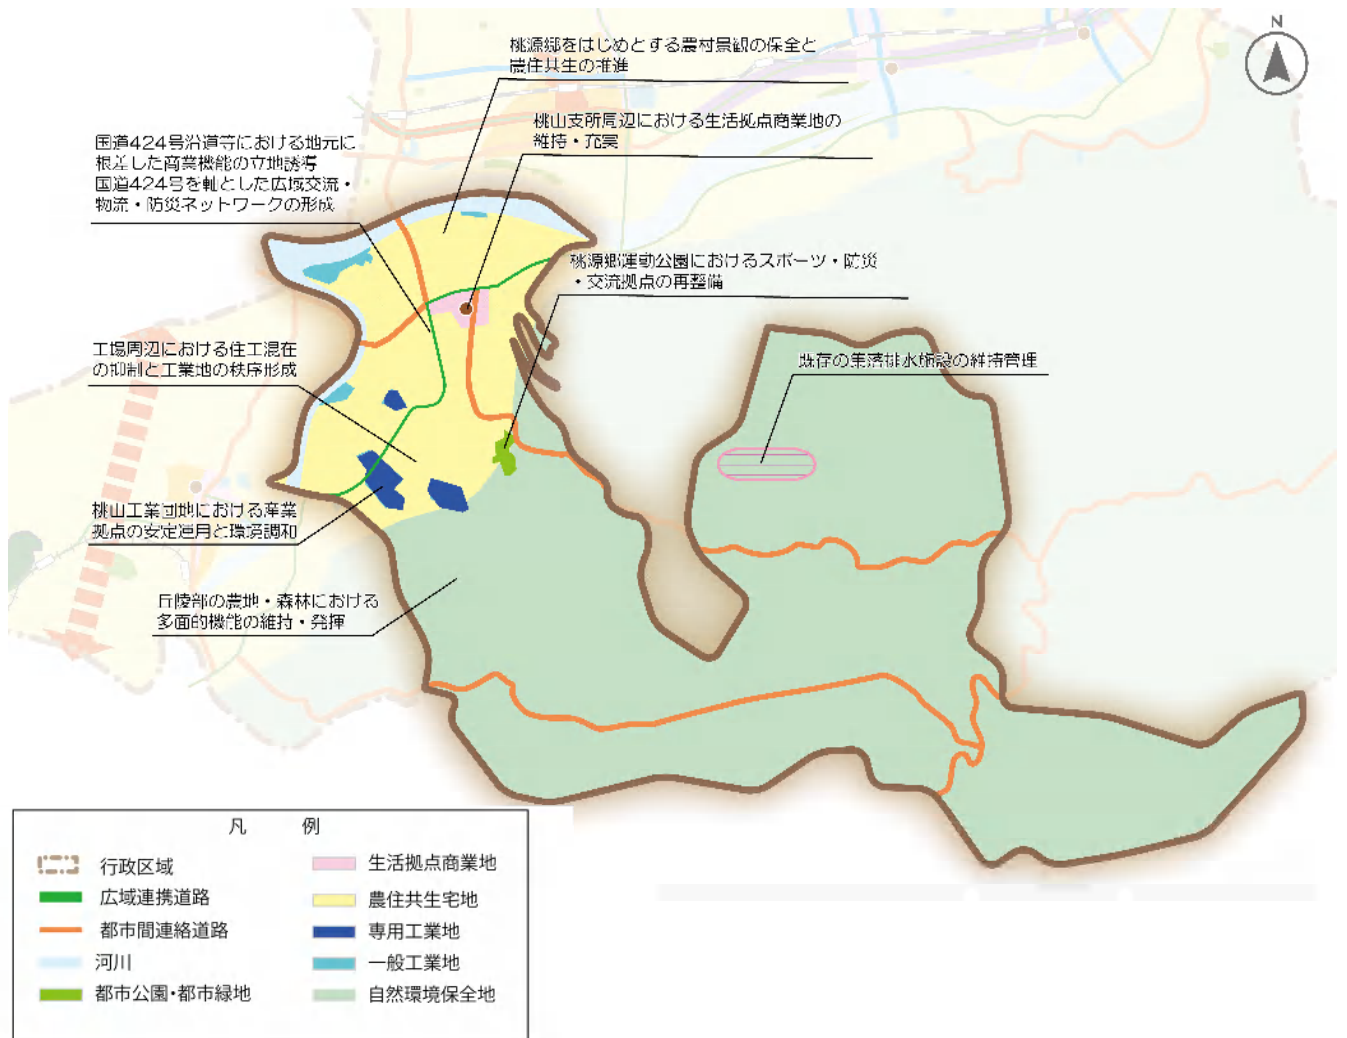 N
桃源郷をはじめとする農村景観の保全と
農住共生の推進
桃山支所周辺における生活拠点商業地の
維持・充実
国道424号沿道等における地元に
根差した商業機能の立地誘導
国道424号を軸とした広域交流・
物流・防災ネットワークの形成
桃源郷運動公園におけるスポーツ・防災
・交流拠点の再整備
工場周辺における住工混在
の抑制と工業地の秩序形成
既存の集落排水施設の維持管理
桃山工業団地における産業
拠点の安定運用と環境調和
丘陵部の農地・森林における
多面的機能の維持・発揮
凡 例
行政区域
広域連携道路
都市間連絡道路
河川
都市公園・都市緑地
生活拠点商業地
農住共生宅地
専用工業地
一般工業地
自然環境保全地